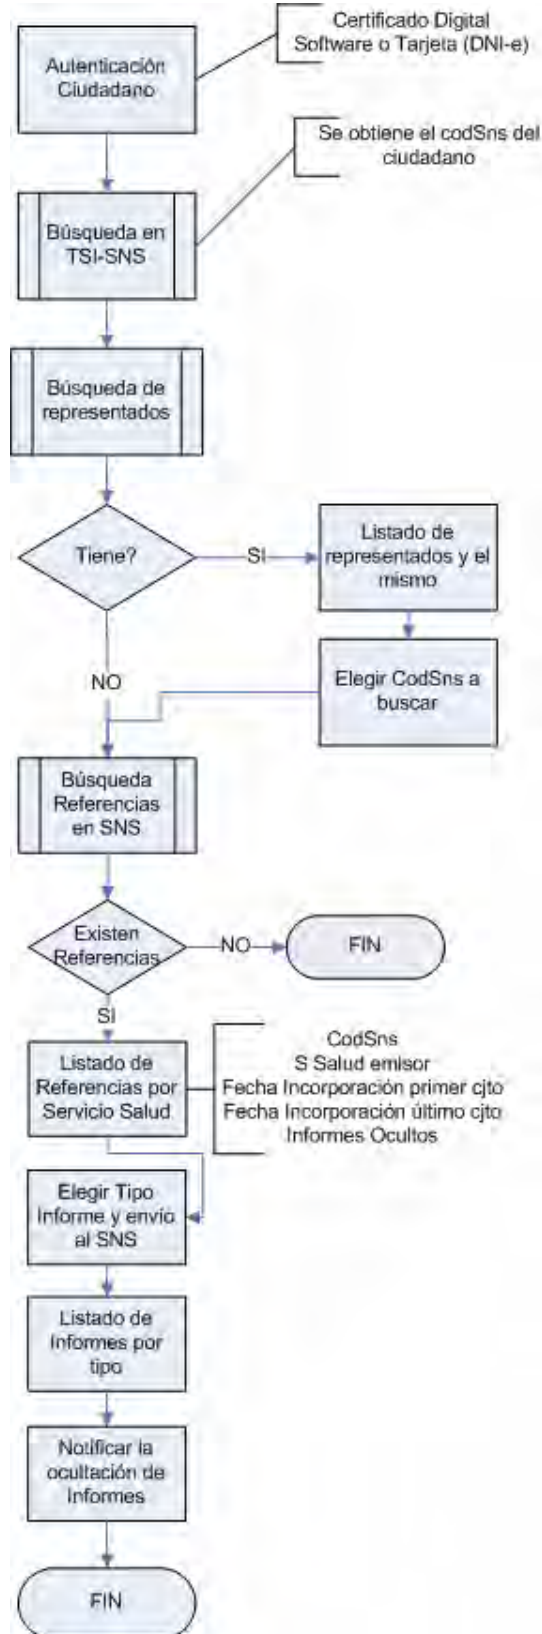 Certificado Digital
Software o Tarjeta (DNI-e)
Autenticación
Ciudadano
Se obtiene el codSns del
ciudadano
Búsqueda en
TSI-SNS
Búsqueda de
representados
Tiene?
SI
Listado de
representados y el
mismo
NO
Elegir CodSns a
buscar
Búsqueda
Referencias
en SNS
Existen
Referencias
NO
FIN
SI
Listado de
Referencias por
Servicio Salud
CodSns
S Salud emisor
Fecha Incorporación primer cjto
Fecha Incorporación último cjto
Informes Ocultos
Elegir Tipo
Informe y envío
al SNS
Listado de
Informes por
tipo
Notificar la
ocultación de
Informes
FIN